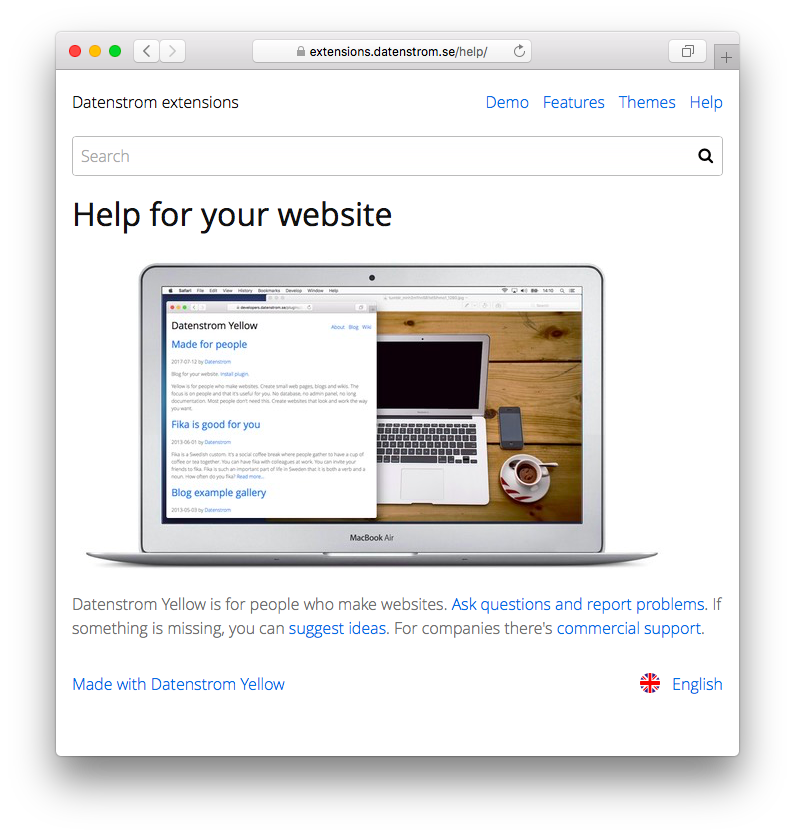 extensions.datenstrom.se/help/
Datenstrom extensions
Demo Features Themes Help
Search
Help for your website
Safari File Edit View History Bookmarks Develop Window Help
14:10
Search
Datenstrom Yellow
About Blog Wiki
Made for people
2017-07-12 by Datenstrom
Blog for your website. Install plugin.
Yellow is for people who make websites. Create small web pages, blogs and wikis. The
focus is on people and that it's useful for you. No database, no admin panel, no long
documentation. Most people don't need this. Create websites that look and work the way
you want.
Fika is good for you
2013-06-01 by Datenstrom
Fika is a Swedish custom. It's a social coffee break where people gather to have a cup of
coffee or tea together. You can have fika with colleagues at work. You can invite your
friends to fika. Fika is such an important part of life in Sweden that it is both a verb and a
noun. How often do you fika? Read more...
Blog example gallery
2013-05-03 by Datenstrom
MacBook Air
Datenstrom Yellow is for people who make websites. Ask questions and report problems. If
something is missing, you can suggest ideas. For companies there's commercial support.
Made with Datenstrom Yellow
English